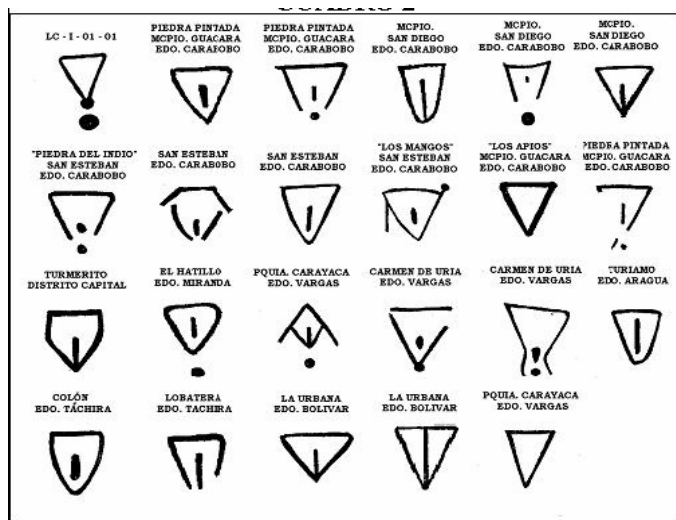 CUADRO 2
LC - I - 01 - 01
PIEDRA PINTADA
MCPIO. GUACARA
EDO. CARAFOBO
PIEDRA PINTADA
MCPIO. GUACARA
EDO. CARABOBO
MCPIO.
SAN DIEGO
EDO. CARABOBO
MCPIO.
SAN DIEGO
EDO. CARABOBO
MCPIO.
SAN DIEGO
EDO. CARABOBO
"PIEDRA DEL INDIO"
SAN ESTEBAN
EDO. CARABOBO
SAN ESTEBAN
EDO. CARABOBO
SAN ESTEBAN
EDO. CARABOBO
"LOS MANGOS"
SAN ESTEBAN
EDO. CARABOBO
"LOS APIOS"
MCPIO. GUACARA
EDO. CARABOBO
PIEDRA PINTADA
MCPIO. GUACARA
EDO. CARABOBO
TURMERITO
DISTRITO CAPITAL
EL HATILLO
EDO. MIRANDA
PQUIA. CARAYACA
EDO. VARGAS
CARMEN DE URIA
EDO. VARGAS
CARMEN DE URIA
EDO. VARGAS
TURIAMO
EDO. ARAGUA
COLÓN
EDO. TÁCHIRA
LOBATERA
EDO. TACHIRA
LA URBANA
EDO. BOLIVAR
LA URBANA
EDO. BOLIVAR
PQUIA. CARAYACA
EDO. VARGAS